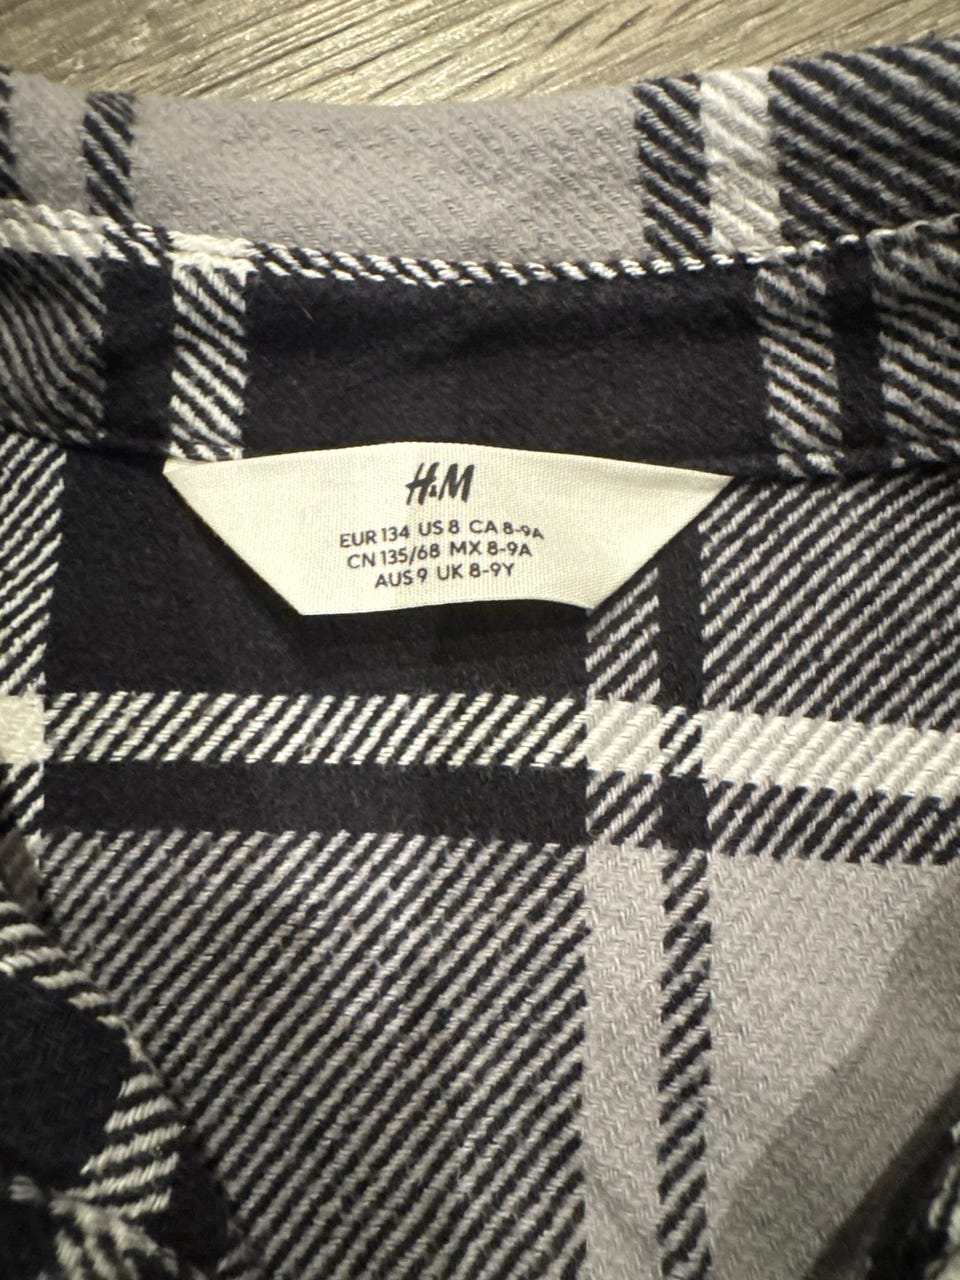 H&M
EUR 134 US 8 CA 8-9A
CN 135/68 MX 8-9A
AUS 9 UK 8-9Y